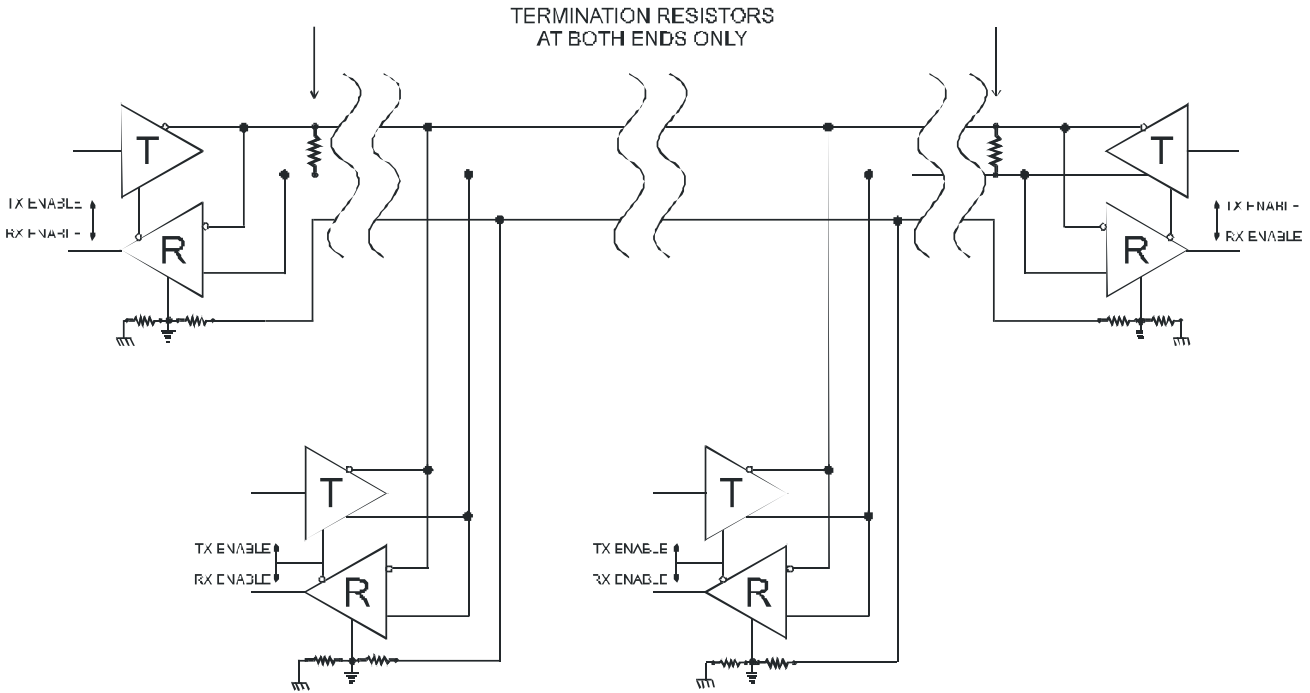 TERMINATION RESISTORS
AT BOTH ENDS ONLY
T
T
TX ENABLE
RX ENABLE
R
R
TX ENABLE
RX ENABLE
T
T
TX ENABLE
RX ENABLE
R
TX ENABLE
RX ENABLE
R